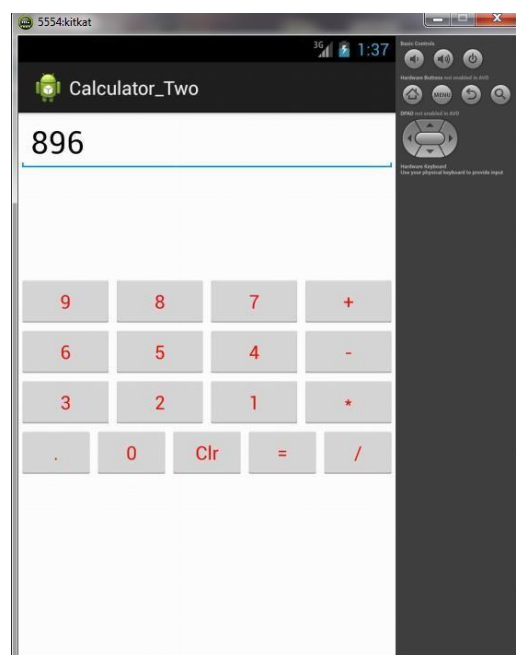 5554:kitkat
3G 1:37
Calculator_Two
896
9 8 7 +
6 5 4 -
3 2 1 *
. 0 Clr = /
Basic Controls
Hardware Buttons not enabled in AVD
MENU
DPAD not enabled in AVD
Hardware Keyboard
Use your physical keyboard to provide input